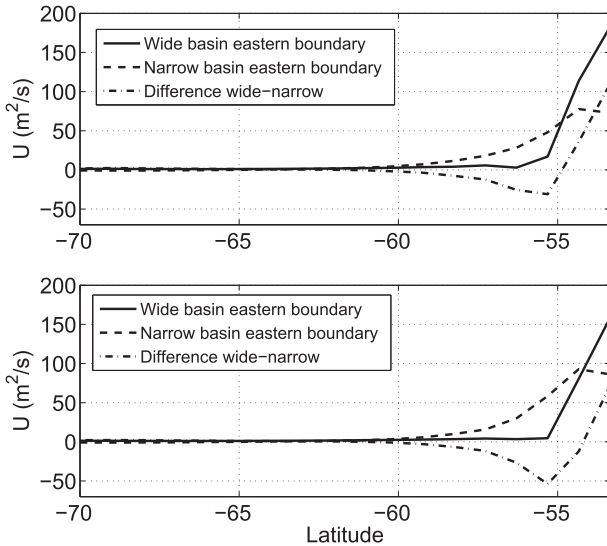 200
150
100
50
0
−50
U (m²/s)
Wide basin eastern boundary
Narrow basin eastern boundary
Difference wide−narrow
−70
−65
−60
−55
200
150
100
50
0
−50
U (m²/s)
Wide basin eastern boundary
Narrow basin eastern boundary
Difference wide−narrow
−70
−65
−60
−55
Latitude